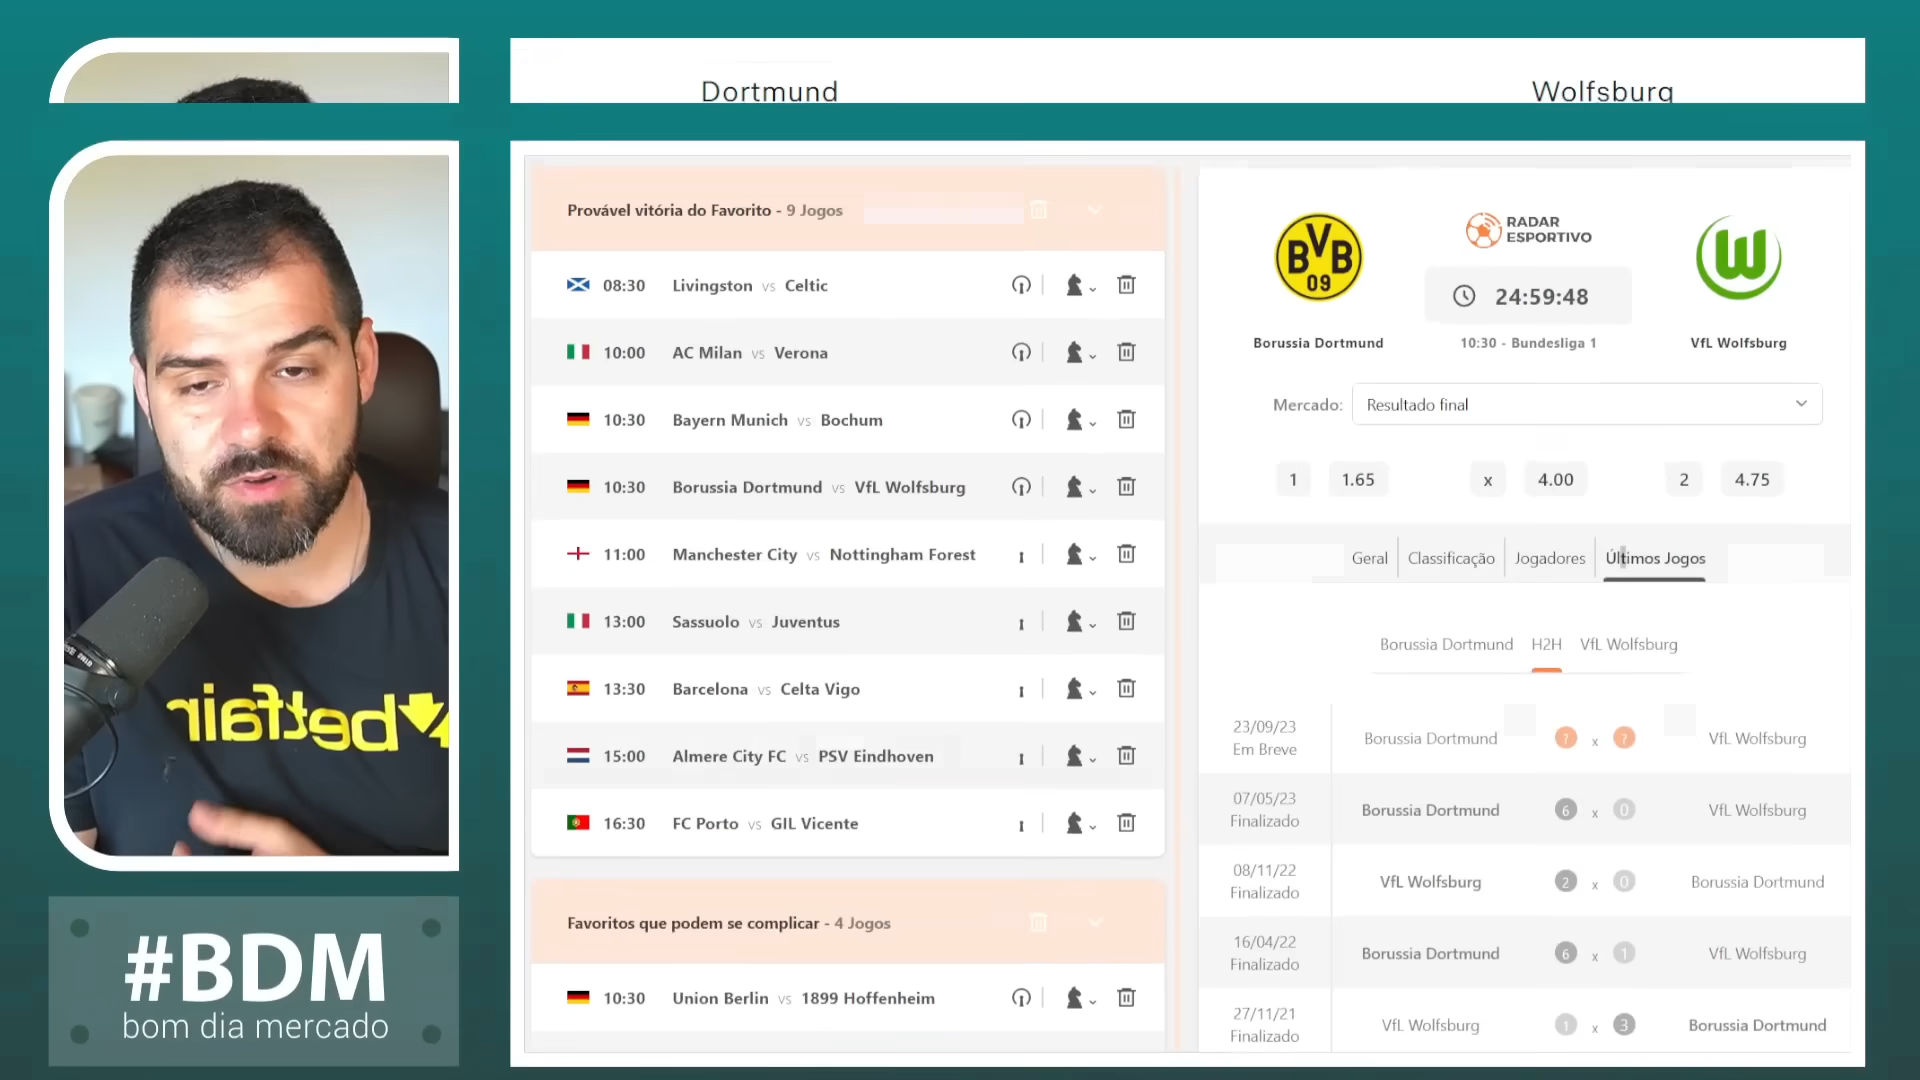 Dortmund
Wolfsburg
Provável vitória do Favorito - 9 Jogos
08:30 Livingston vs Celtic
10:00 AC Milan vs Verona
10:30 Bayern Munich vs Bochum
10:30 Borussia Dortmund vs VfL Wolfsburg
11:00 Manchester City vs Nottingham Forest
13:00 Sassuolo vs Juventus
13:30 Barcelona vs Celta Vigo
15:00 Almere City FC vs PSV Eindhoven
16:30 FC Porto vs GIL Vicente
Favoritos que podem se complicar - 4 Jogos
10:30 Union Berlin vs 1899 Hoffenheim
BVB
09
RADAR
ESPORTIVO
24:59:48
W
Borussia Dortmund
10:30 - Bundesliga 1
VfL Wolfsburg
Mercado: Resultado final
1 1.65 x 4.00 2 4.75
Geral Classificação Jogadores Últimos Jogos
Borussia Dortmund H2H VfL Wolfsburg
23/09/23
Em Breve
Borussia Dortmund ? x ? VfL Wolfsburg
07/05/23
Finalizado
Borussia Dortmund 6 x 0 VfL Wolfsburg
08/11/22
Finalizado
VfL Wolfsburg 2 x 0 Borussia Dortmund
16/04/22
Finalizado
Borussia Dortmund 6 x 1 VfL Wolfsburg
27/11/21
Finalizado
VfL Wolfsburg 1 x 3 Borussia Dortmund
betfair
#BDM
bom dia mercado